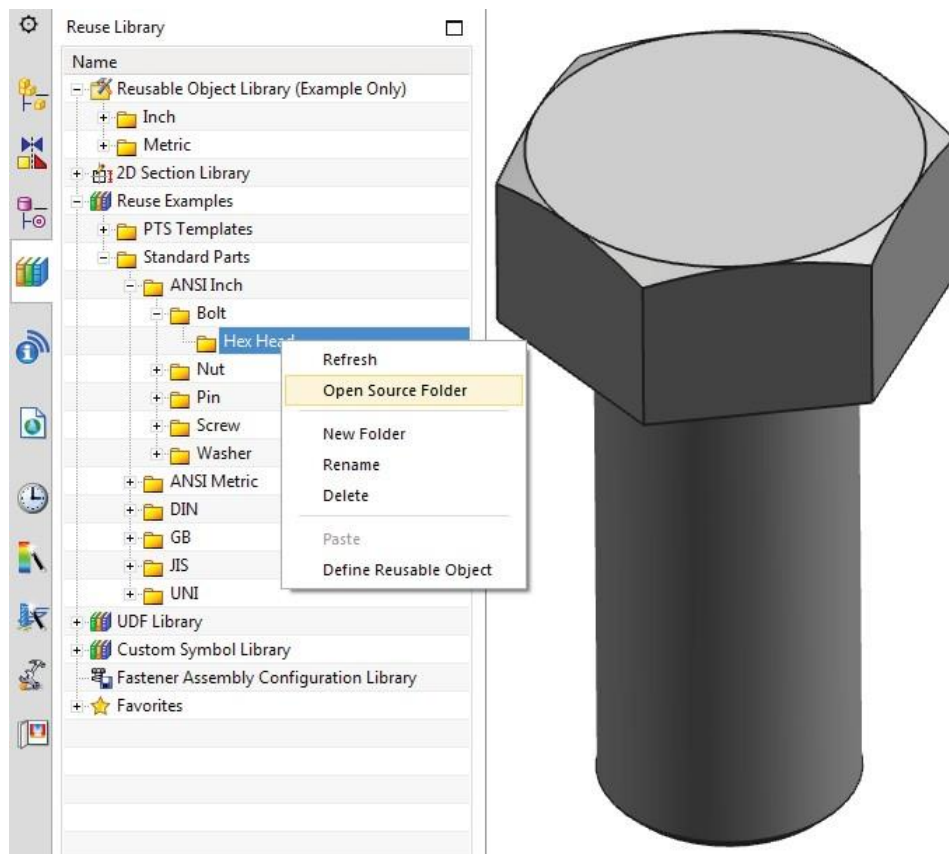 Reuse Library
Name
Reusable Object Library (Example Only)
Inch
Metric
2D Section Library
Reuse Examples
PTS Templates
Standard Parts
ANSI Inch
Bolt
Hex Head
Nut
Pin
Screw
Washer
ANSI Metric
DIN
GB
JIS
UNI
UDF Library
Custom Symbol Library
Fastener Assembly Configuration Library
Favorites
Refresh
Open Source Folder
New Folder
Rename
Delete
Paste
Define Reusable Object